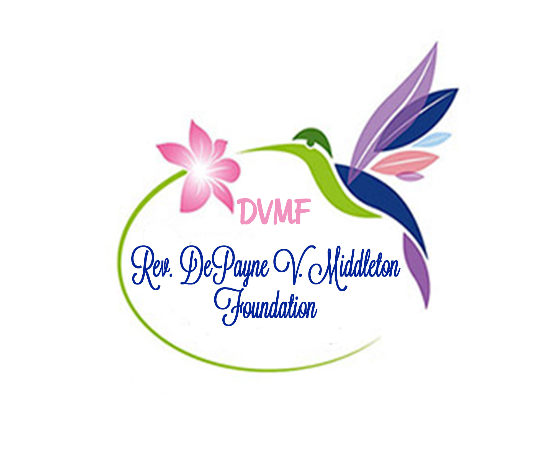 DVMF
Rev. DePayne V. Middleton
Foundation